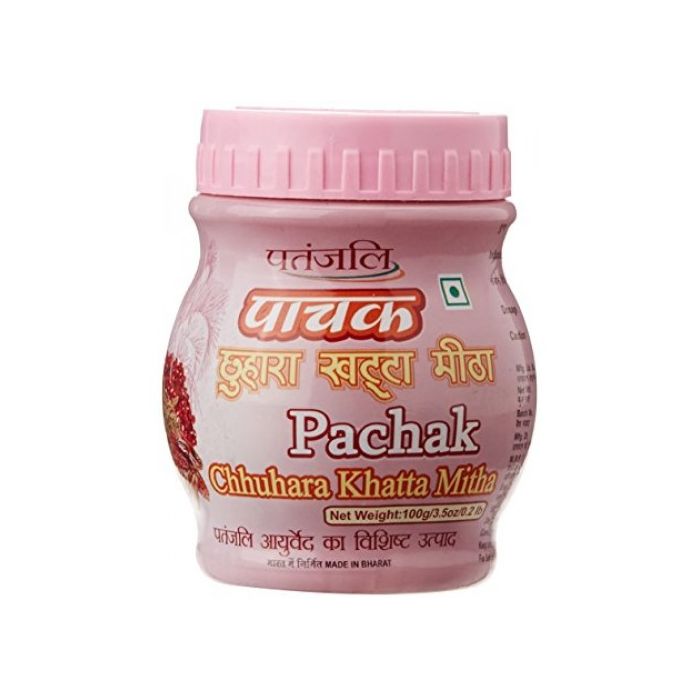 पतंजलि
पाचक
छुहारा खट्टा मीठा
Pachak
Chhuhara Khatta Mitha
Net Weight:100g/3.5oz/0.2 lb
पतंजलि आयुर्वेद का विशिष्ट उत्पाद
भारत में निर्मित MADE IN BHARAT